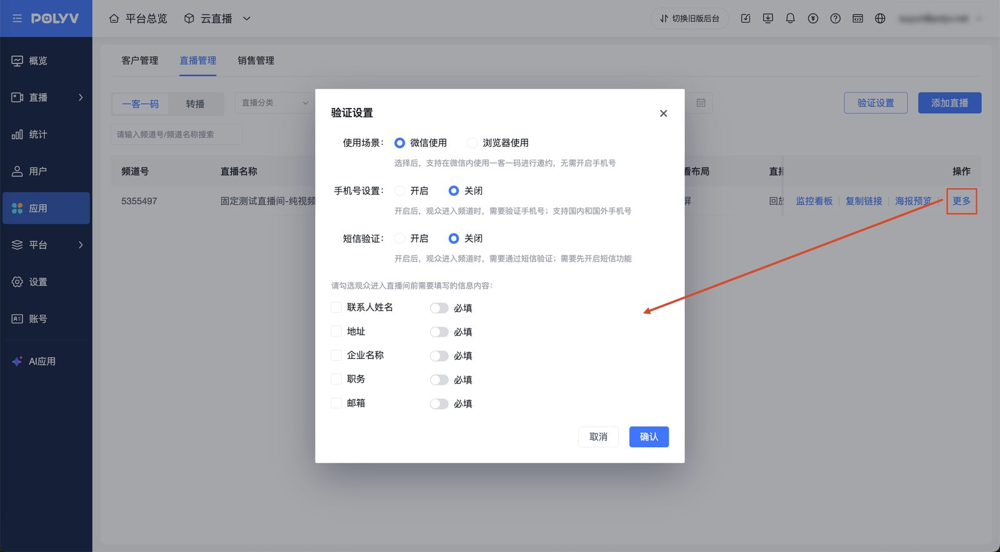 POLYV
平台总览
云直播
切换旧版后台
概览
直播
统计
用户
应用
平台
设置
账号
AI应用
客户管理
直播管理
销售管理
一客一码
转播
直播分类
验证设置
添加直播
请输入频道号/频道名称搜索
频道号
直播名称
看布局
直播
操作
5355497
固定测试直播间-纯视频
屏
回放
监控看板
复制链接
海报预览
更多
验证设置
使用场景：
微信使用
浏览器使用
选择后，支持在微信内使用一客一码进行邀约，无需开启手机号
手机号设置：
开启
关闭
开启后，观众进入频道时，需要验证手机号；支持国内和国外手机号
短信验证：
开启
关闭
开启后，观众进入频道时，需要通过短信验证；需要先开启短信功能
请勾选观众进入直播间前需要填写的信息内容：
联系人姓名
必填
地址
必填
企业名称
必填
职务
必填
邮箱
必填
取消
确认